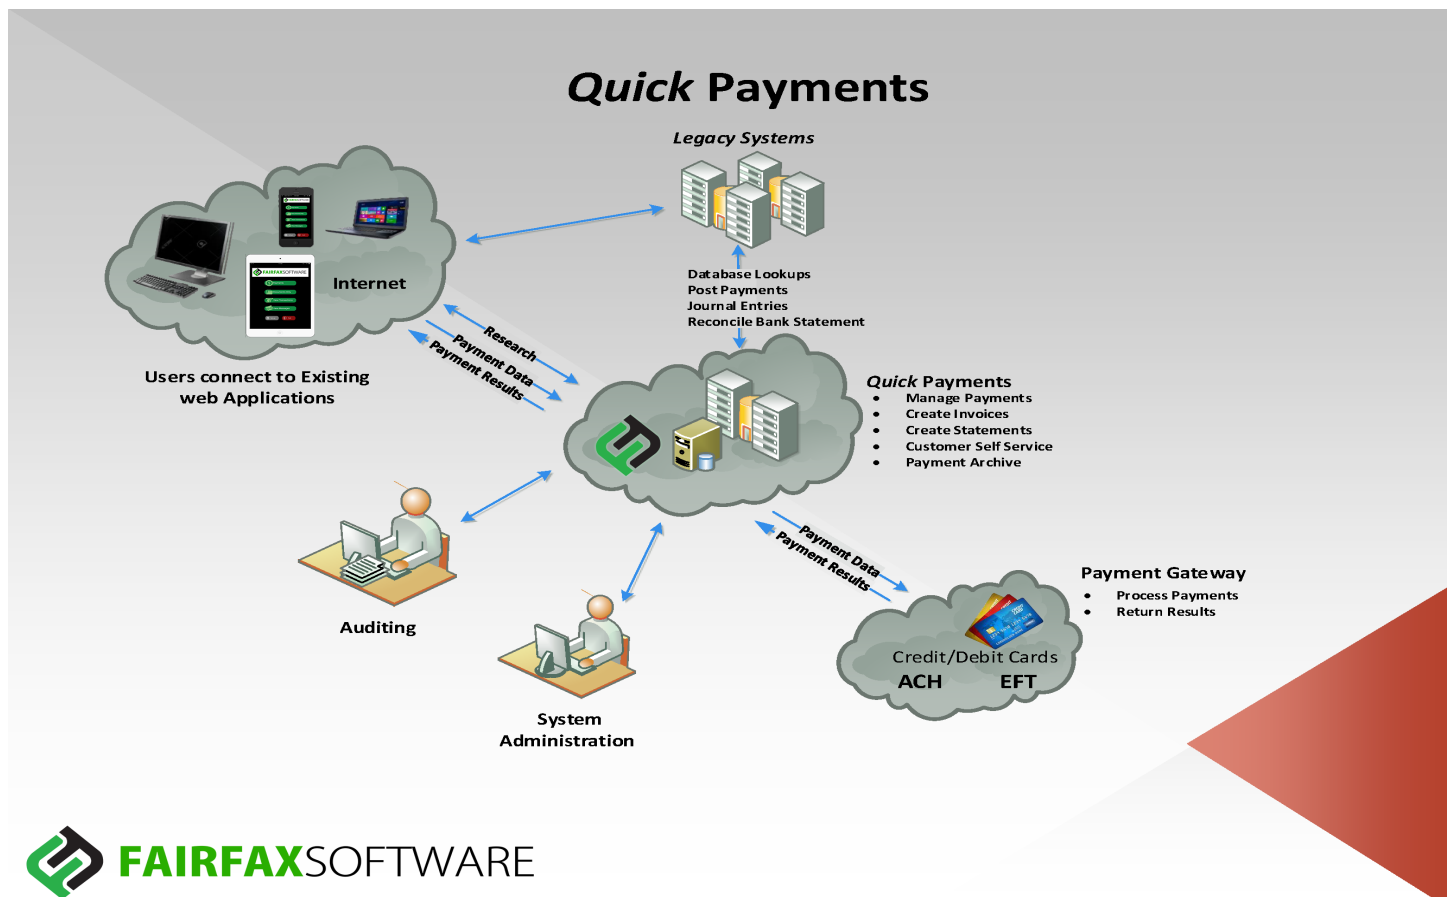 Quick Payments
Legacy Systems
Internet
FAIRFAXSOFTWARE
Users connect to Existing
web Applications
Database Lookups
Post Payments
Journal Entries
Reconcile Bank Statement
Research
Payment Data
Payment Results
Quick Payments
• Manage Payments
• Create Invoices
• Create Statements
• Customer Self Service
• Payment Archive
Auditing
System
Administration
Payment Data
Payment Results
Payment Gateway
• Process Payments
• Return Results
Credit/Debit Cards
ACH EFT
FAIRFAXSOFTWARE